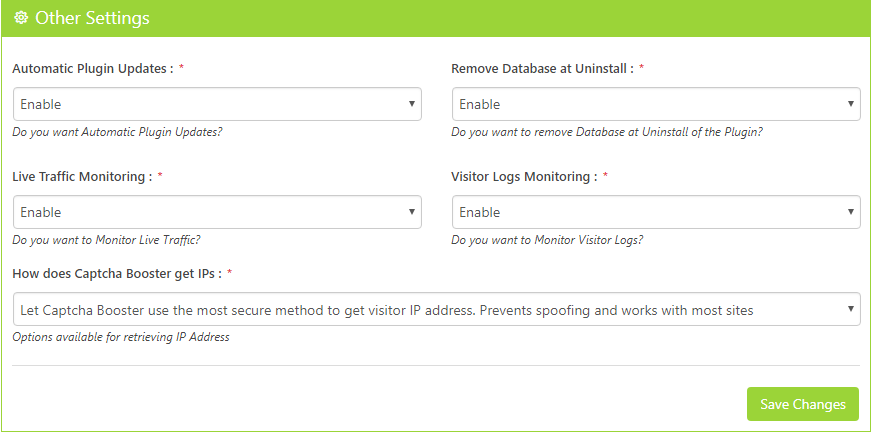 Other Settings
Automatic Plugin Updates : *
Remove Database at Uninstall : *
Enable
Enable
Do you want Automatic Plugin Updates?
Do you want to remove Database at Uninstall of the Plugin?
Live Traffic Monitoring : *
Visitor Logs Monitoring : *
Enable
Enable
Do you want to Monitor Live Traffic?
Do you want to Monitor Visitor Logs?
How does Captcha Booster get IPs : *
Let Captcha Booster use the most secure method to get visitor IP address. Prevents spoofing and works with most sites
Options available for retrieving IP Address
Save Changes